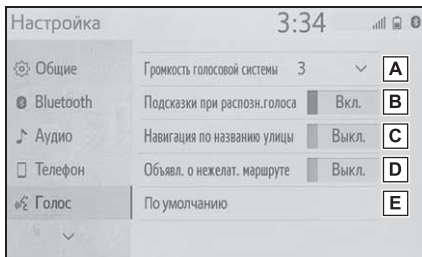 Настройка 3:34
Общие
Громкость голосовой системы 3 A
Bluetooth
Подсказки при распозн.голоса Вкл. B
Аудио
Навигация по названию улицы Выкл. C
Телефон
Объявл. о нежелат. маршруте Выкл. D
Голос
По умолчанию E